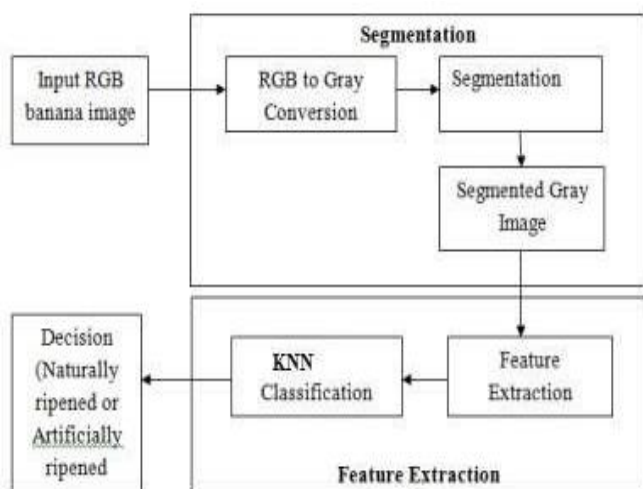 Segmentation
Input RGB
banana image
RGB to Gray
Conversion
Segmentation
Segmented Gray
Image
Feature
Extraction
KNN
Classification
Decision
(Naturally
ripened or
Artificially
ripened
Feature Extraction